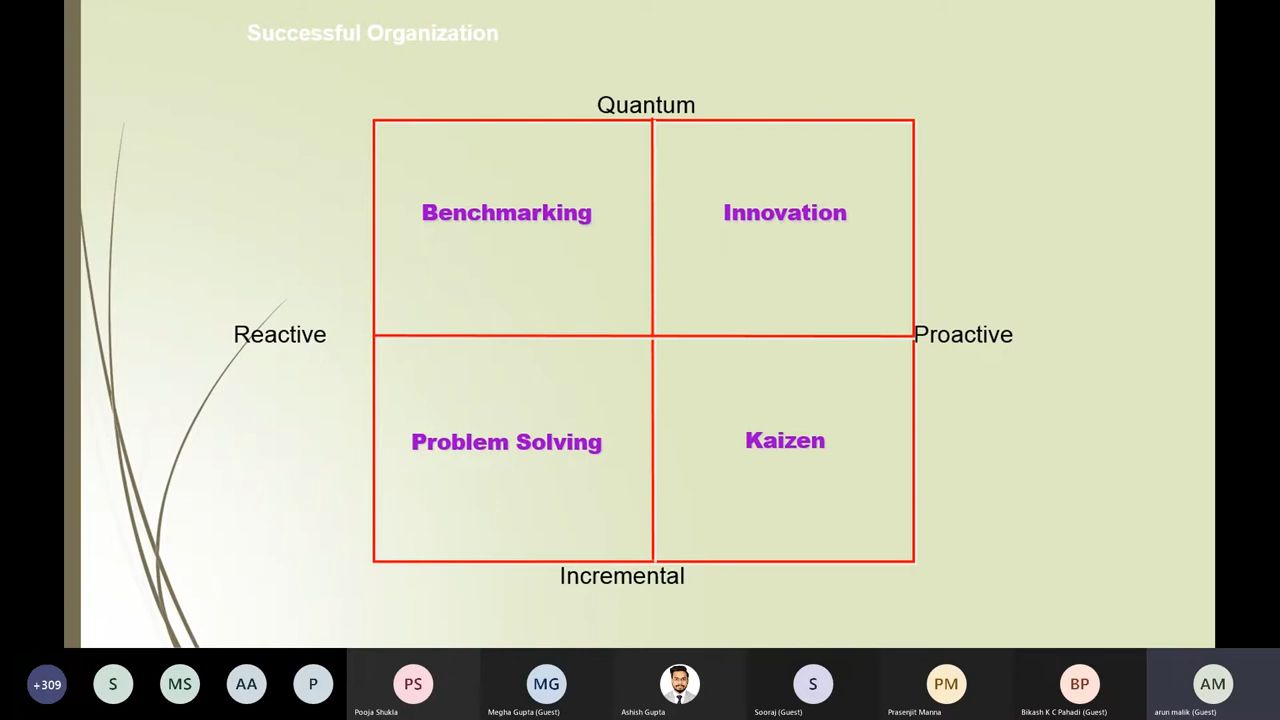 Successful Organization
Quantum
Benchmarking
Innovation
Reactive
Proactive
Problem Solving
Kaizen
Incremental
+309
S
MS
AA
P
PS
MG
S
PM
BP
AM
Pooja Shukla
Megha Gupta (Guest)
Ashish Gupta
Sooraj (Guest)
Prasenjit Manna
Bikash K C Pahadi (Guest)
arun malik (Guest)